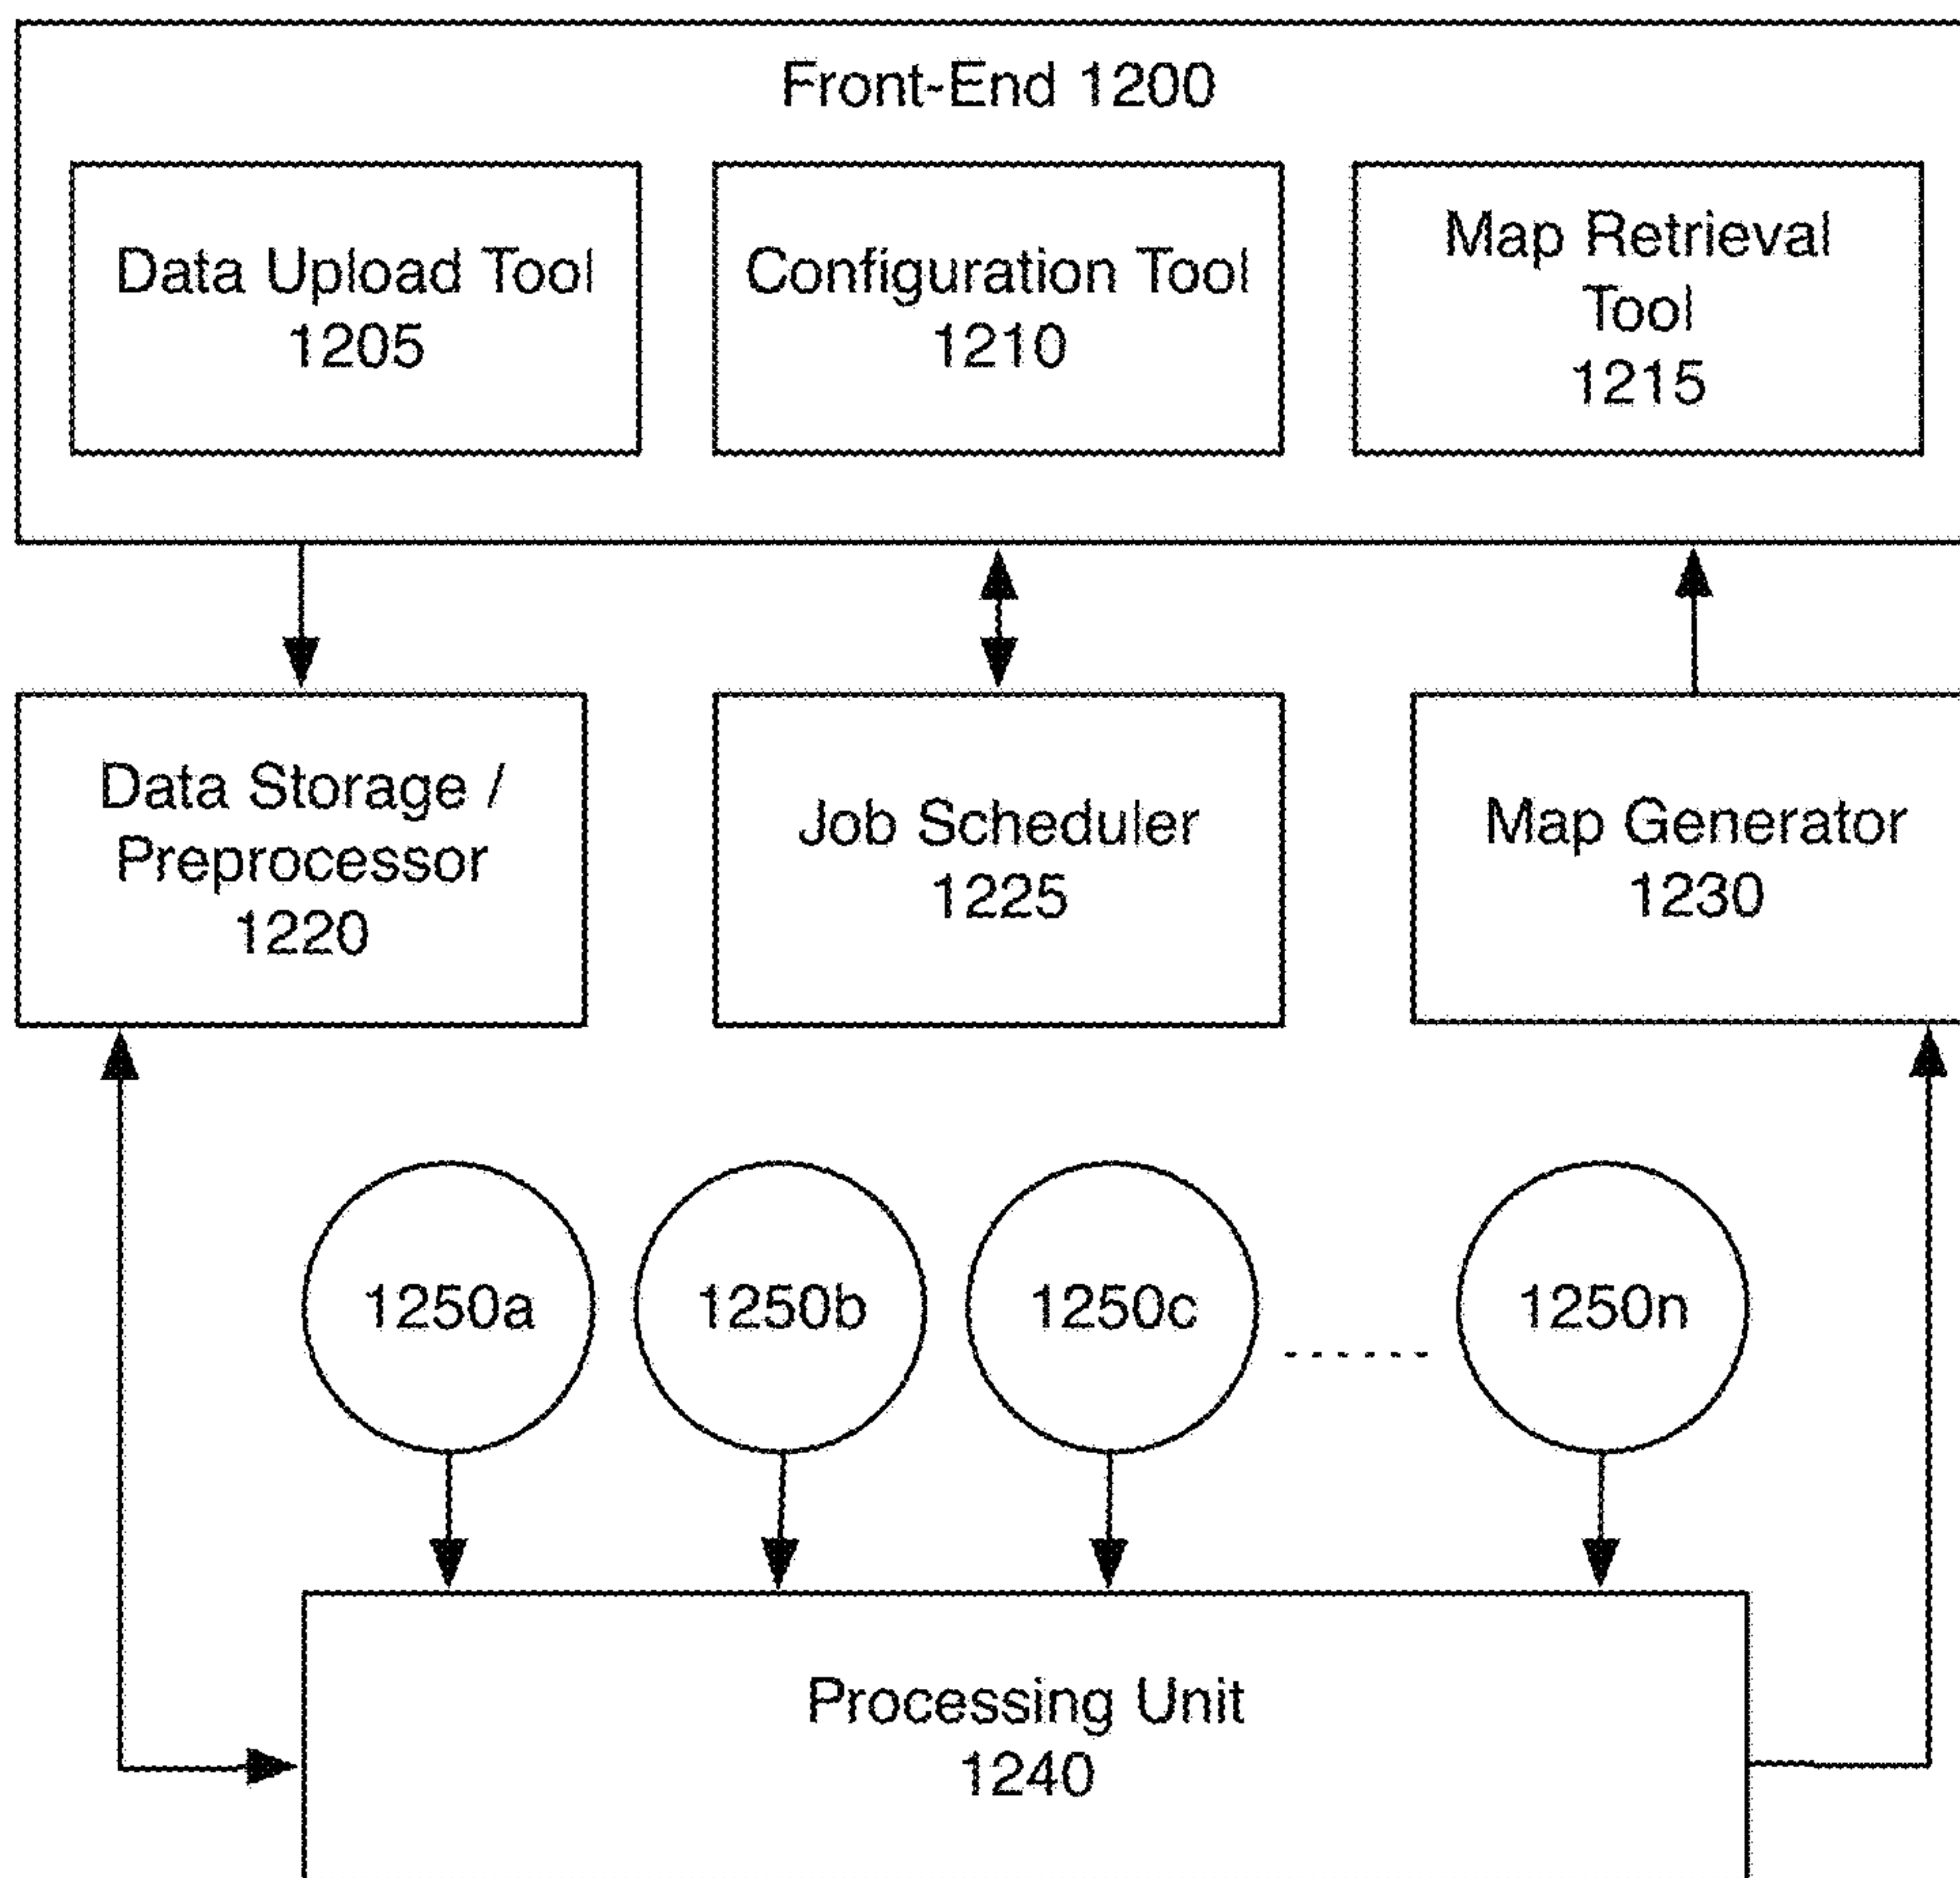 Front-End 1200
Data Upload Tool
1205
Configuration Tool
1210
Map Retrieval
Tool
1215
Data Storage /
Preprocessor
1220
Job Scheduler
1225
Map Generator
1230
1250a
1250b
1250c
1250n
Processing Unit
1240